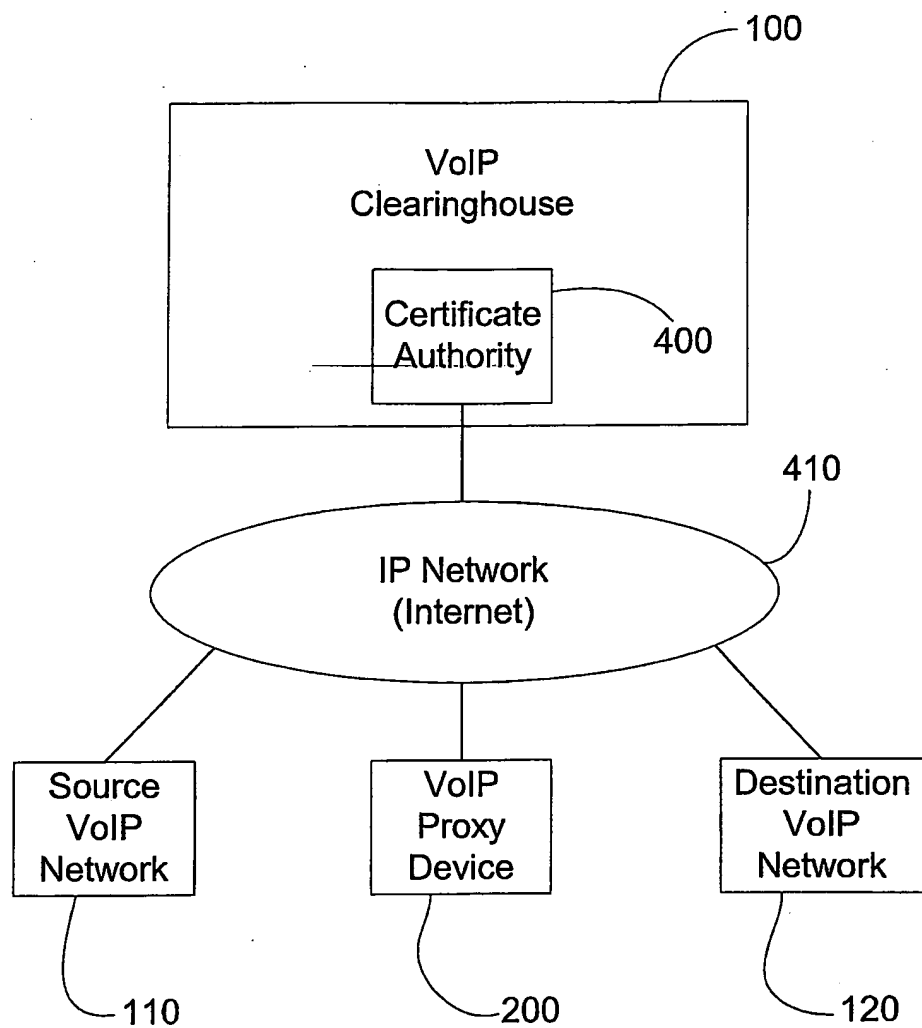 100
VoIP
Clearinghouse
Certificate
Authority
400
410
IP Network
(Internet)
Source
VoIP
Network
VoIP
Proxy
Device
Destination
VoIP
Network
110
200
120